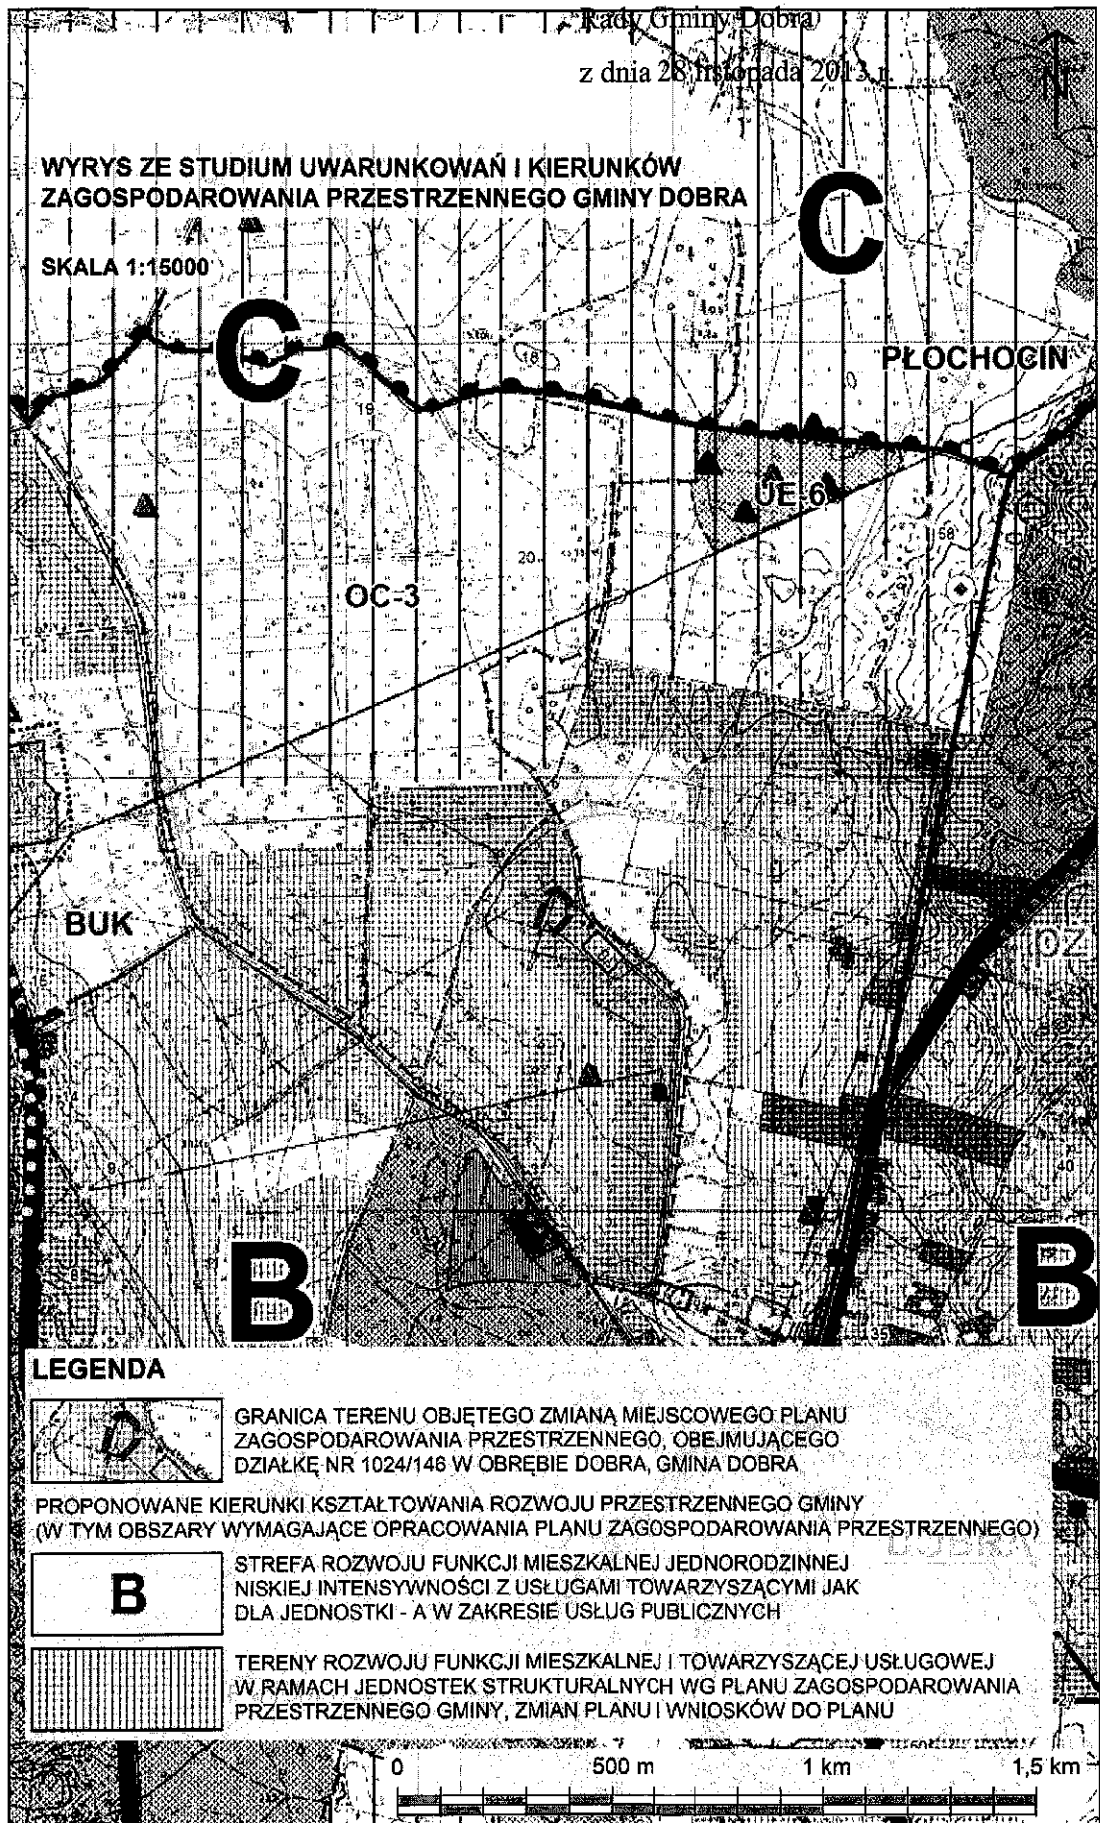 Rady Gminy Dobra
z dnia 28 listopada 2013 r.
N
WYRYS ZE STUDIUM UWARUNKOWAŃ I KIERUNKÓW
ZAGOSPODAROWANIA PRZESTRZENNEGO GMINY DOBRA
SKALA 1:15000
C
C
PŁOCHOCIN
UE 6
OC-3
BUK
OZ
B
B
LEGENDA
GRANICA TERENU OBJĘTEGO ZMIANĄ MIEJSCOWEGO PLANU
ZAGOSPODAROWANIA PRZESTRZENNEGO, OBEJMUJĄCEGO
DZIAŁKĘ NR 1024/146 W OBRĘBIE DOBRA, GMINA DOBRA
PROPONOWANE KIERUNKI KSZTAŁTOWANIA ROZWOJU PRZESTRZENNEGO GMINY
(W TYM OBSZARY WYMAGAJĄCE OPRACOWANIA PLANU ZAGOSPODAROWANIA PRZESTRZENNEGO)
B
STREFA ROZWOJU FUNKCJI MIESZKALNEJ JEDNORODZINNEJ
NISKIEJ INTENSYWNOŚCI Z USŁUGAMI TOWARZYSZĄCYMI JAK
DLA JEDNOSTKI - A W ZAKRESIE USŁUG PUBLICZNYCH
TERENY ROZWOJU FUNKCJI MIESZKALNEJ I TOWARZYSZĄCEJ USŁUGOWEJ
W RAMACH JEDNOSTEK STRUKTURALNYCH WG PLANU ZAGOSPODAROWANIA
PRZESTRZENNEGO GMINY, ZMIAN PLANU I WNIOSKÓW DO PLANU
0 500 m 1 km 1,5 km